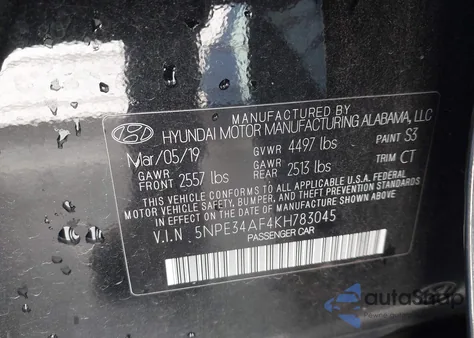 MANUFACTURED BY
HYUNDAI MOTOR MANUFACTURING ALABAMA, LLC
Mar/05/19 GVWR 4497 lbs PAINT S3
GAWR FRONT 2557 lbs GAWR REAR 2513 lbs TRIM CT
THIS VEHICLE CONFORMS TO ALL APPLICABLE U.S.A. FEDERAL
MOTOR VEHICLE SAFETY, BUMPER, AND THEFT PREVENTION STANDARDS
IN EFFECT ON THE DATE OF MANUFACTURE SHOWN ABOVE.
V.I.N 5NPE34AF4KH783045
PASSENGER CAR
autoSnap